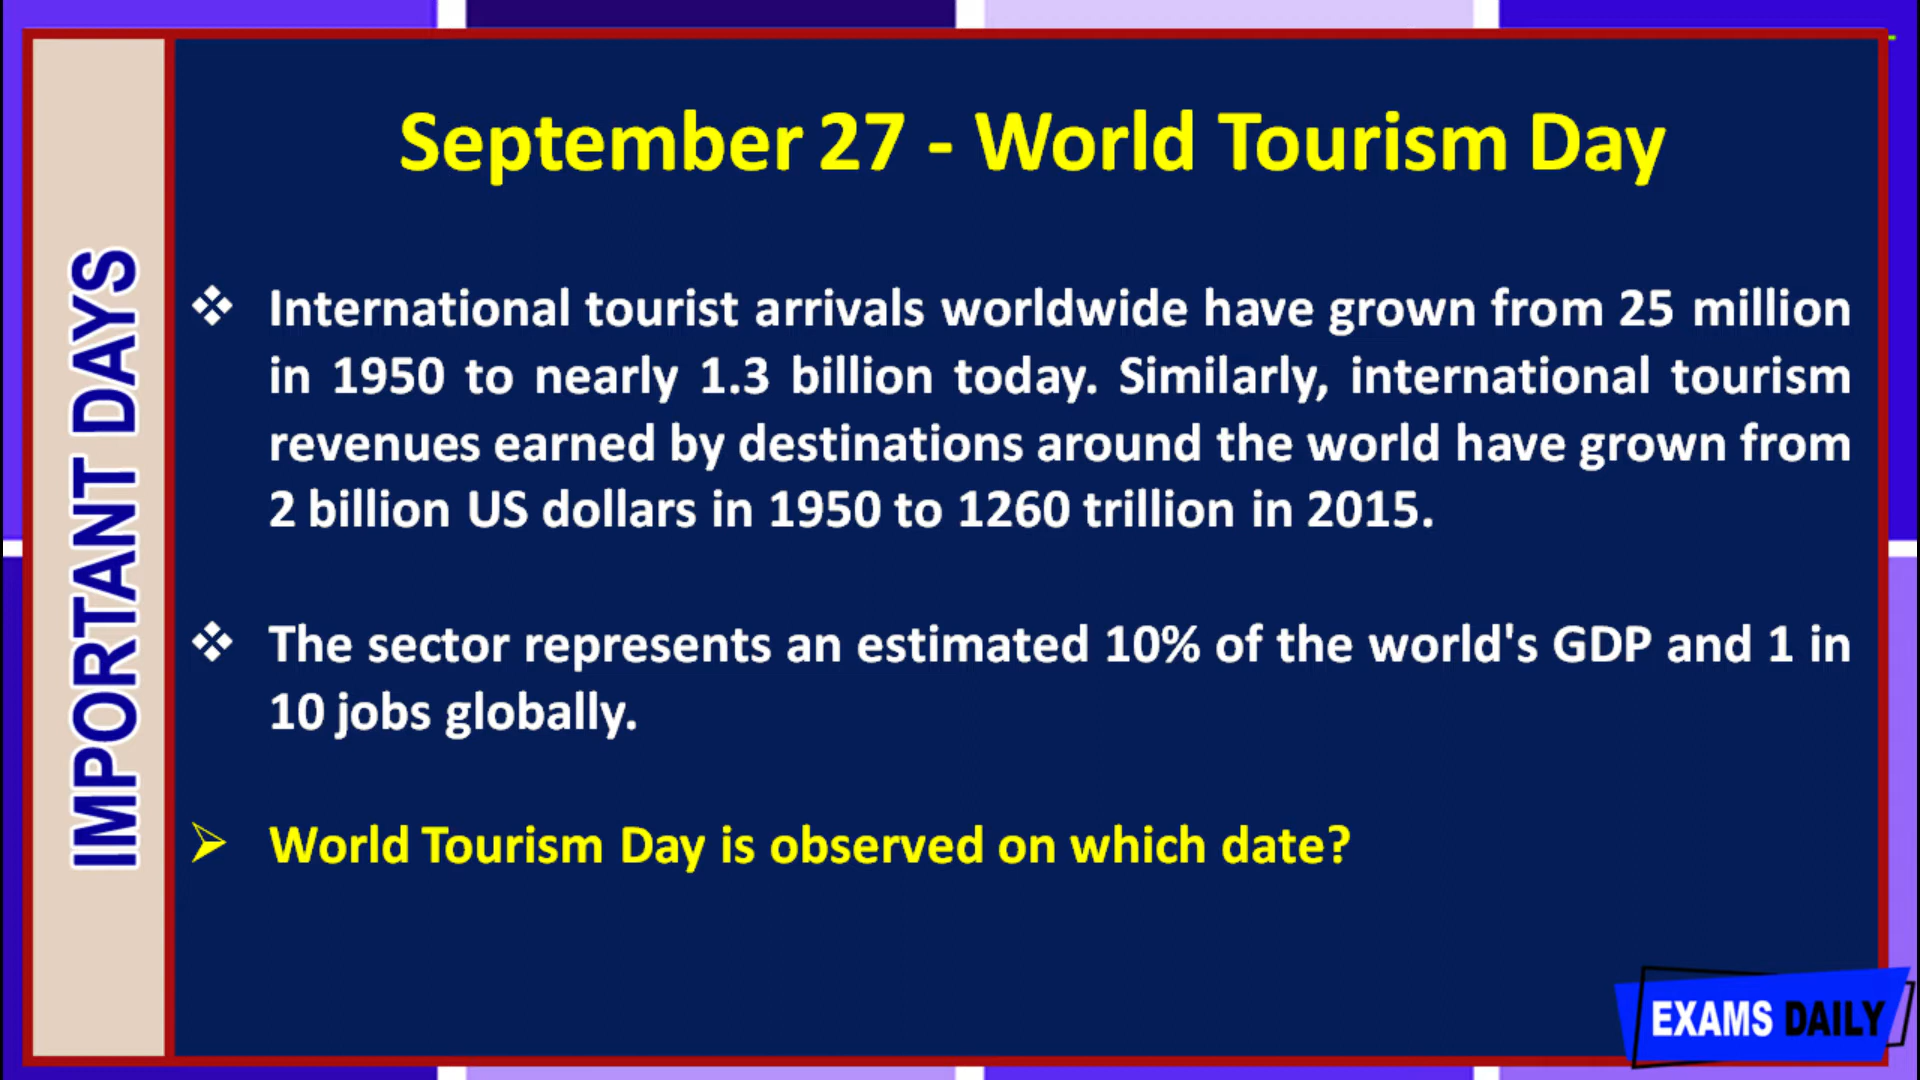 September 27 - World Tourism Day
IMPORTANT DAYS
❖ International tourist arrivals worldwide have grown from 25 million
in 1950 to nearly 1.3 billion today. Similarly, international tourism
revenues earned by destinations around the world have grown from
2 billion US dollars in 1950 to 1260 trillion in 2015.
❖ The sector represents an estimated 10% of the world's GDP and 1 in
10 jobs globally.
➢ World Tourism Day is observed on which date?
EXAMS DAILY